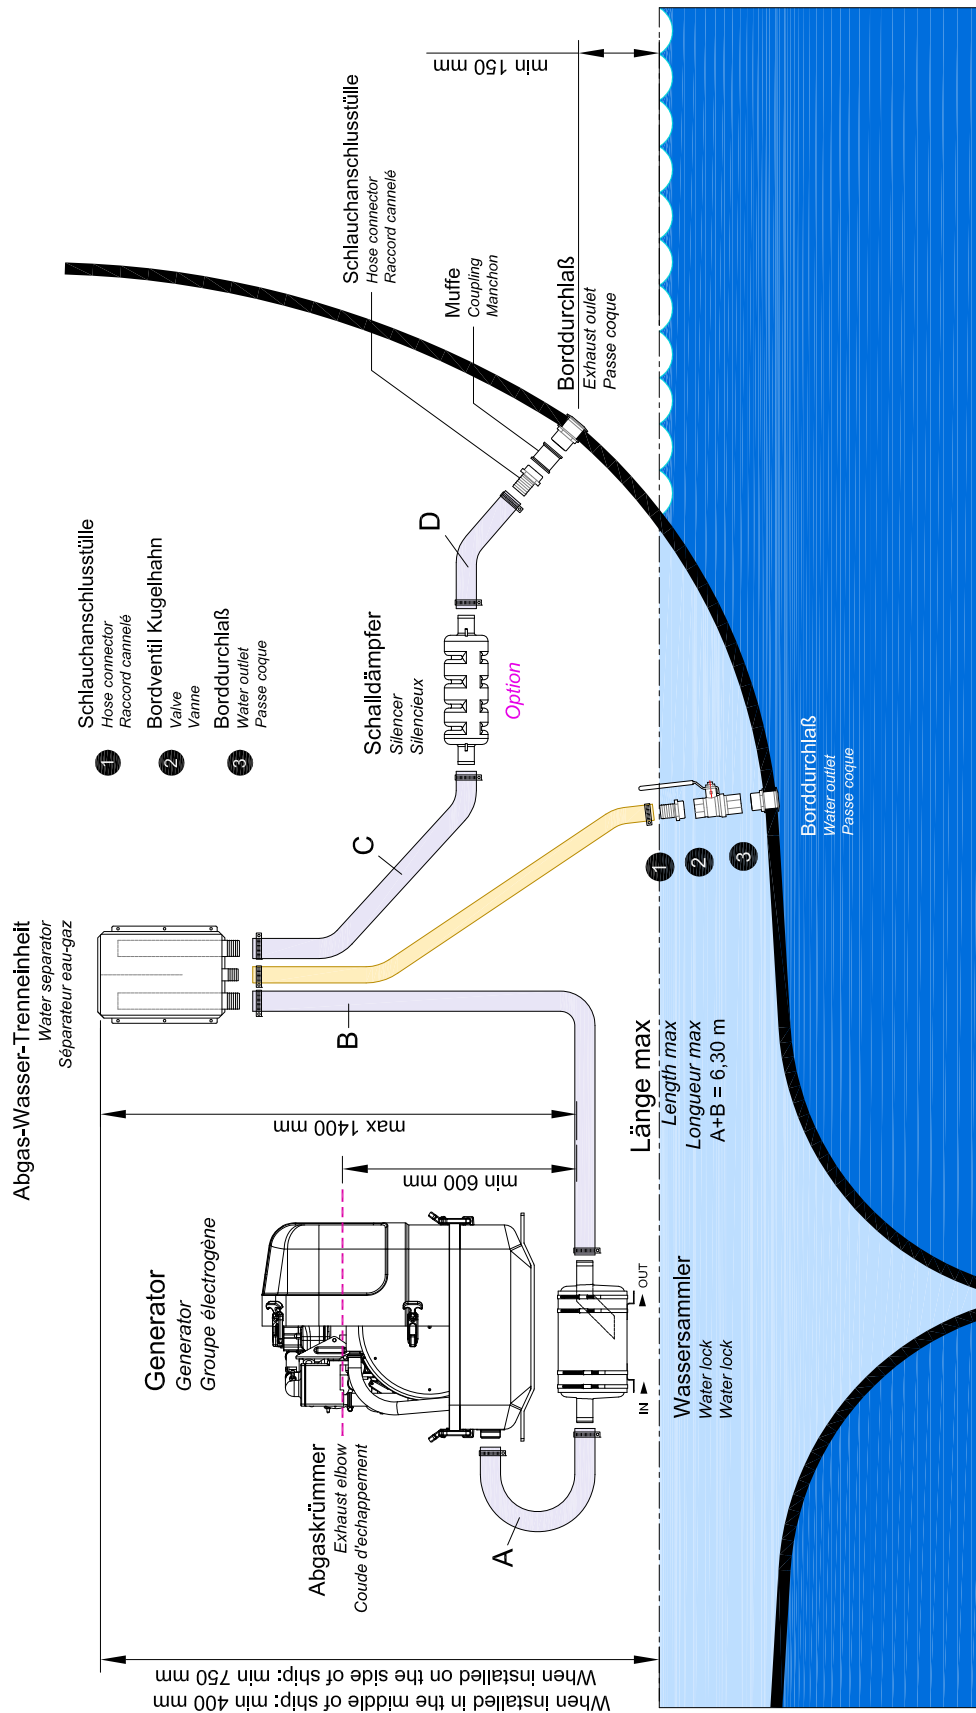 Abgas-Wasser-Trenneinheit
Water separator
Séparateur eau-gaz
1
Schlauchanschlusstülle
Hose connector
Raccord cannelé
2
Bordventil Kugelhahn
Valve
Vanne
3
Borddurchlaß
Water outlet
Passe coque
Schlauchanschlusstülle
Hose connector
Raccord cannelé
Muffe
Coupling
Manchon
Borddurchlaß
Exhaust oulet
Passe coque
min 150 mm
Generator
Generator
Groupe électrogène
Abgaskrümmer
Exhaust elbow
Coude d'echappement
max 1400 mm
min 600 mm
A
B
C
D
Schalldämpfer
Silencer
Silencieux
Option
Länge max
Length max
Longueur max
A+B = 6,30 m
1
2
3
Borddurchlaß
Water outlet
Passe coque
IN
OUT
Wassersammler
Water lock
Water lock
When installed in the middle of ship: min 400 mm
When installed on the side of ship: min 750 mm